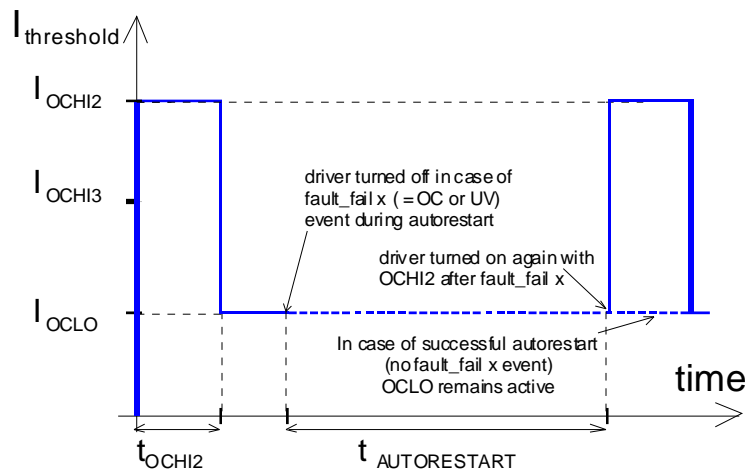 I threshold
I OCHI2
I OCHI3
driver turned off in case of
fault_fail x ( = OC or UV)
event during autorestart
driver turned on again with
OCHI2 after fault_fail x
I OCLO
In case of successful autorestart
(no fault_fail x event)
OCLO remains active
time
t OCHI2
t AUTORESTART